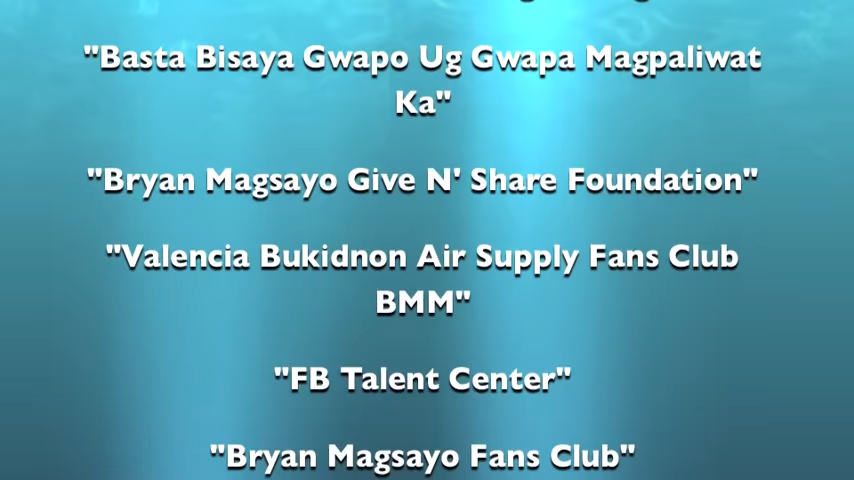 "Basta Bisaya Gwapo Ug Gwapa Magpaliwat
Ka"
"Bryan Magsayo Give N' Share Foundation"
"Valencia Bukidnon Air Supply Fans Club
BMM"
"FB Talent Center"
"Bryan Magsayo Fans Club"